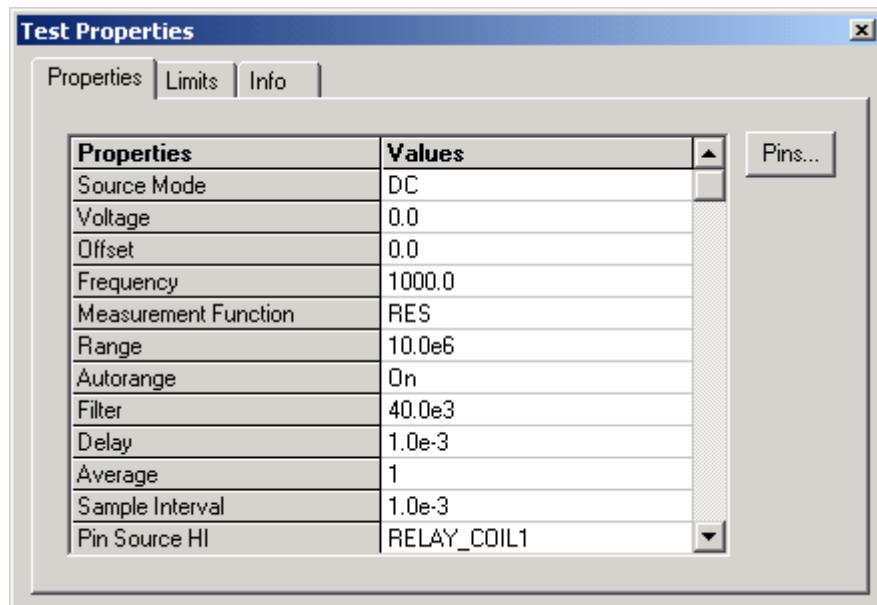 Test Properties
Properties Limits Info
Properties Values Pins...
Source Mode DC
Voltage 0.0
Offset 0.0
Frequency 1000.0
Measurement Function RES
Range 10.0e6
Autorange On
Filter 40.0e3
Delay 1.0e-3
Average 1
Sample Interval 1.0e-3
Pin Source HI RELAY_COIL1